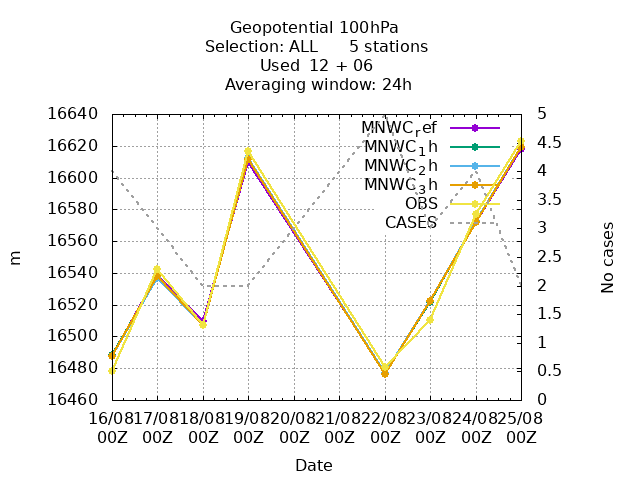 Geopotential 100hPa
Selection: ALL 5 stations
Used 12 + 06
Averaging window: 24h
16640
16620
16600
16580
16560
16540
16520
16500
16480
16460
5
4.5
4
3.5
3
2.5
2
1.5
1
0.5
0
MNWC_ref
MNWC_1h
MNWC_2h
MNWC_3h
OBS
CASES
m
No cases
16/08 17/08 18/08 19/08 20/08 21/08 22/08 23/08 24/08 25/08
00Z 00Z 00Z 00Z 00Z 00Z 00Z 00Z 00Z 00Z
Date